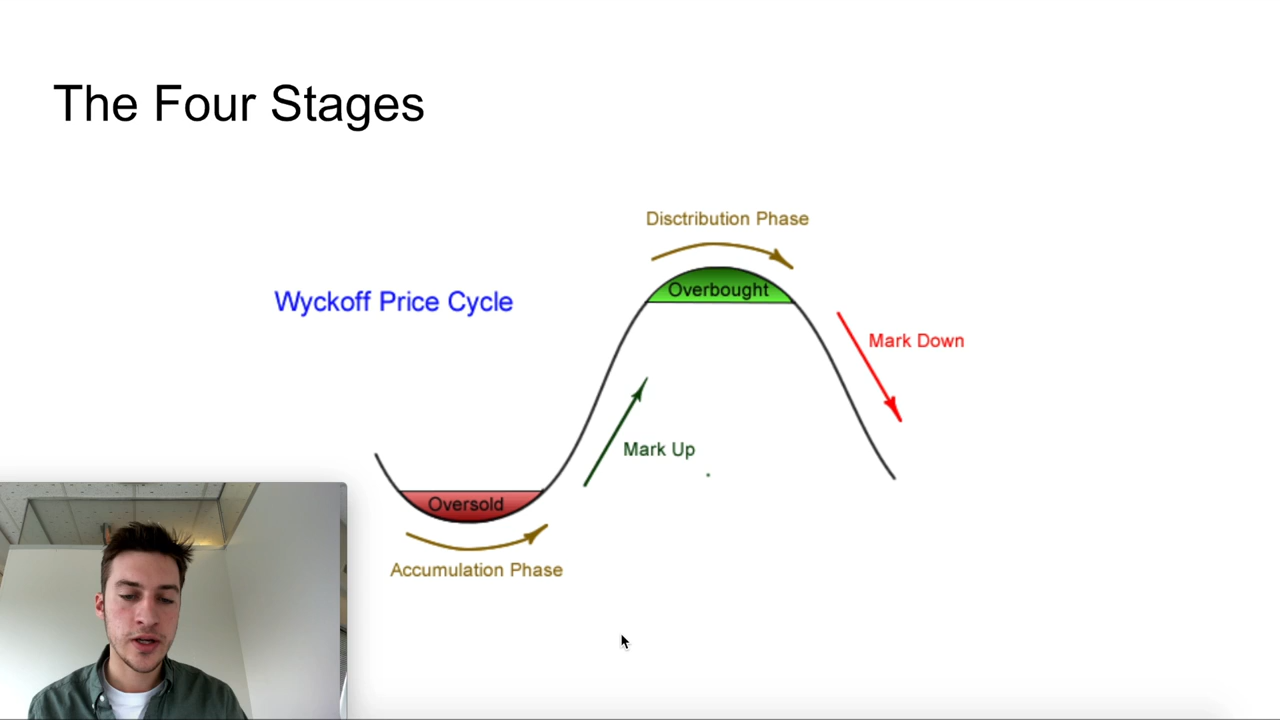 The Four Stages
Disctribution Phase
Overbought
Wyckoff Price Cycle
Mark Down
Mark Up
Oversold
Accumulation Phase